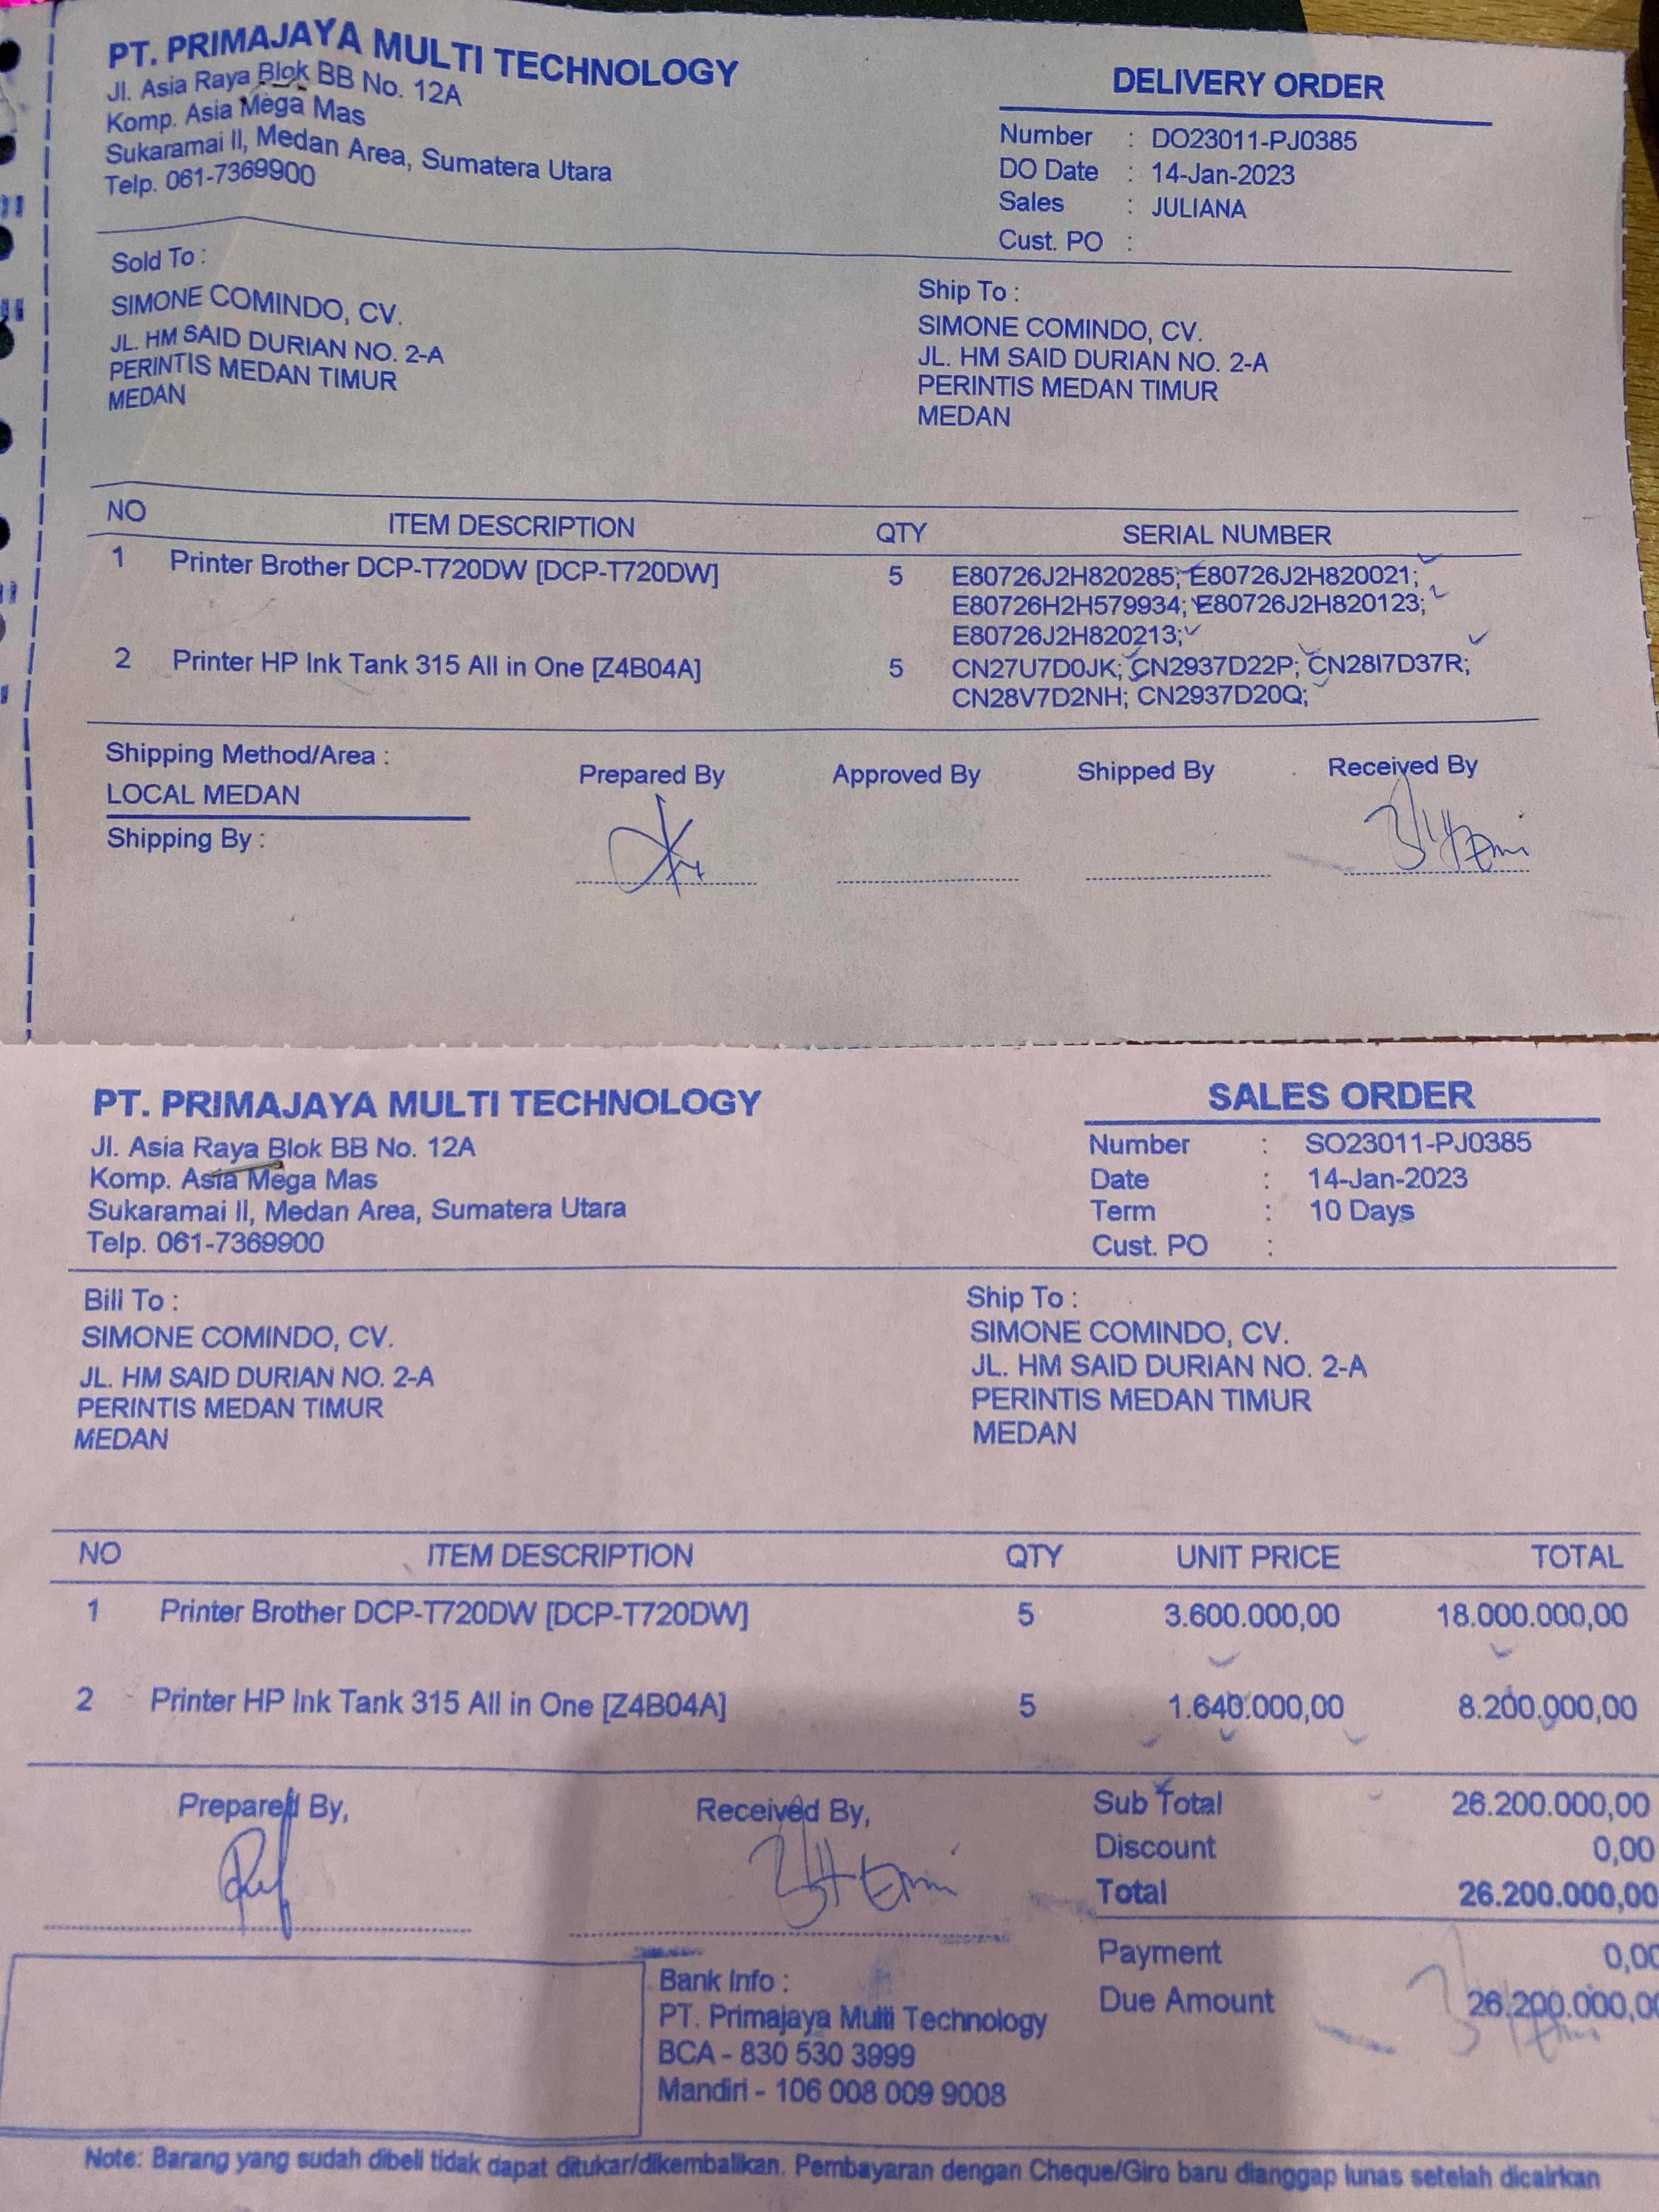 PT. PRIMAJAYA MULTI TECHNOLOGY
Jl. Asia Raya Blok BB No. 12A
Komp. Asia Mega Mas
Sukaramai II, Medan Area, Sumatera Utara
Telp. 061-7369900
DELIVERY ORDER
Number : DO23011-PJ0385
DO Date : 14-Jan-2023
Sales : JULIANA
Cust. PO :
Sold To :
SIMONE COMINDO, CV.
JL. HM SAID DURIAN NO. 2-A
PERINTIS MEDAN TIMUR
MEDAN
Ship To :
SIMONE COMINDO, CV.
JL. HM SAID DURIAN NO. 2-A
PERINTIS MEDAN TIMUR
MEDAN
NO ITEM DESCRIPTION QTY SERIAL NUMBER
1 Printer Brother DCP-T720DW [DCP-T720DW] 5 E80726J2H820285; E80726J2H820021;
E80726H2H579934; E80726J2H820123;
E80726J2H820213;
2 Printer HP Ink Tank 315 All in One [Z4B04A] 5 CN27U7D0JK; CN2937D22P; CN28I7D37R;
CN28V7D2NH; CN2937D20Q;
Shipping Method/Area :
LOCAL MEDAN
Shipping By :
Prepared By Approved By Shipped By Received By
PT. PRIMAJAYA MULTI TECHNOLOGY
Jl. Asia Raya Blok BB No. 12A
Komp. Asia Mega Mas
Sukaramai II, Medan Area, Sumatera Utara
Telp. 061-7369900
SALES ORDER
Number : SO23011-PJ0385
Date : 14-Jan-2023
Term : 10 Days
Cust. PO :
Bill To :
SIMONE COMINDO, CV.
JL. HM SAID DURIAN NO. 2-A
PERINTIS MEDAN TIMUR
MEDAN
Ship To :
SIMONE COMINDO, CV.
JL. HM SAID DURIAN NO. 2-A
PERINTIS MEDAN TIMUR
MEDAN
NO ITEM DESCRIPTION QTY UNIT PRICE TOTAL
1 Printer Brother DCP-T720DW [DCP-T720DW] 5 3.600.000,00 18.000.000,00
2 Printer HP Ink Tank 315 All in One [Z4B04A] 5 1.640.000,00 8.200.000,00
Prepared By, Received By,
Sub Total 26.200.000,00
Discount 0,00
Total 26.200.000,00
Payment 0,00
Due Amount 26.200.000,00
Bank Info :
PT. Primajaya Multi Technology
BCA - 830 530 3999
Mandiri - 106 008 009 9008
Note: Barang yang sudah dibeli tidak dapat ditukar/dikembalikan. Pembayaran dengan Cheque/Giro baru dianggap lunas setelah dicairkan